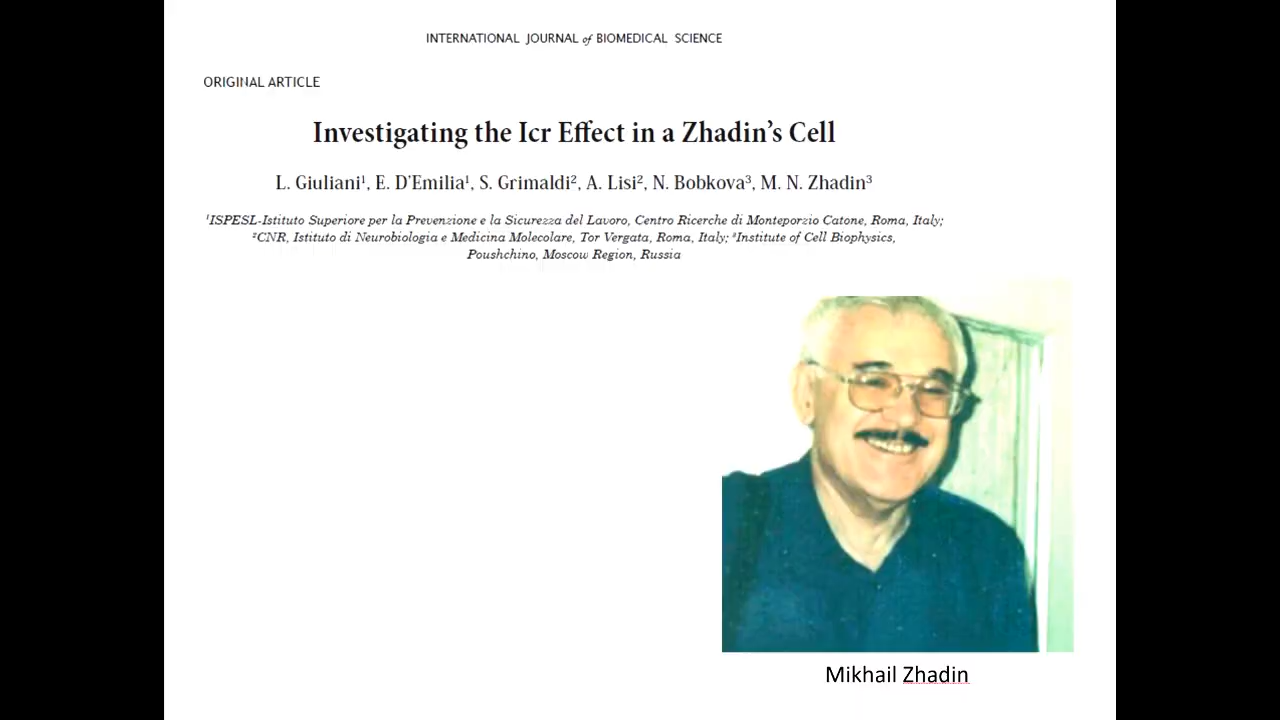 INTERNATIONAL JOURNAL of BIOMEDICAL SCIENCE
ORIGINAL ARTICLE
Investigating the Icr Effect in a Zhadin’s Cell
L. Giuliani¹, E. D’Emilia¹, S. Grimaldi², A. Lisi², N. Bobkova³, M. N. Zhadin³
¹ISPESL-Istituto Superiore per la Prevenzione e la Sicurezza del Lavoro, Centro Ricerche di Monteporzio Catone, Roma, Italy;
²CNR, Istituto di Neurobiologia e Medicina Molecolare, Tor Vergata, Roma, Italy; ³Institute of Cell Biophysics,
Poushchino, Moscow Region, Russia
Mikhail Zhadin